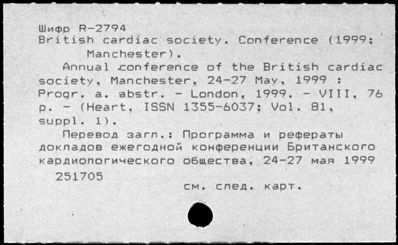 Шифр R-2794
British cardiac society. Conference (1999;
Manchester).
Annual conference of the British cardiac
society, Manchester, 24-27 May, 1999 :
Progr. a. abstr. - London, 1999. - VIII, 76
p. - (Heart, ISSN 1355-6037; Vol. 81,
suppl. 1).
Перевод загл.: Программа и рефераты
докладов ежегодной конференции Британского
кардиологического общества, 24-27 мая 1999
251705
см. след. карт.